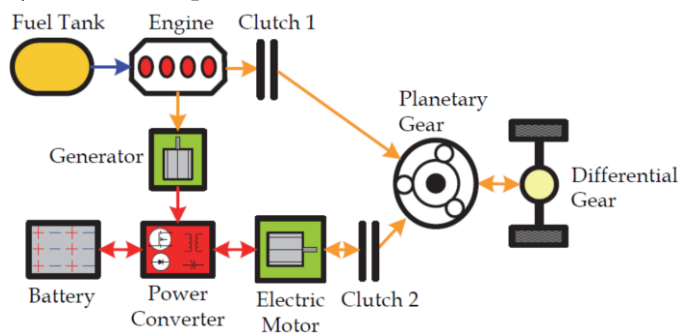 Fuel Tank
Engine
Clutch 1
Planetary
Gear
Generator
Differential
Gear
Battery
Power
Converter
Electric
Motor
Clutch 2